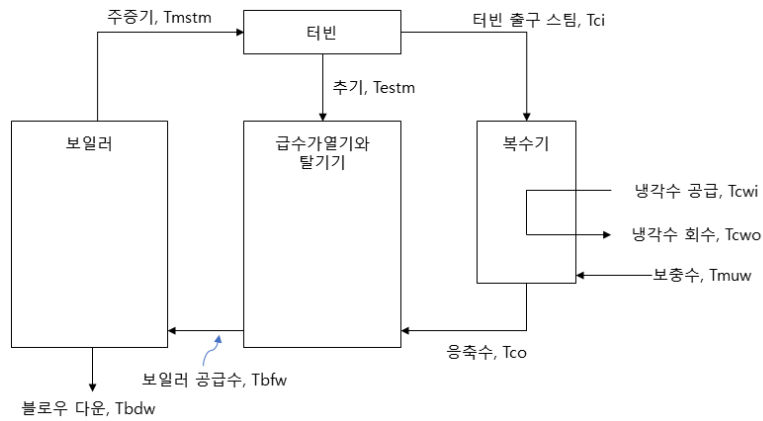 주증기, Tmstm
터빈
터빈 출구 스팀, Tci
추기, Testm
보일러
급수가열기와
탈기기
복수기
냉각수 공급, Tcwi
냉각수 회수, Tcwo
보충수, Tmuw
응축수, Tco
보일러 공급수, Tbfw
블로우 다운, Tbdw